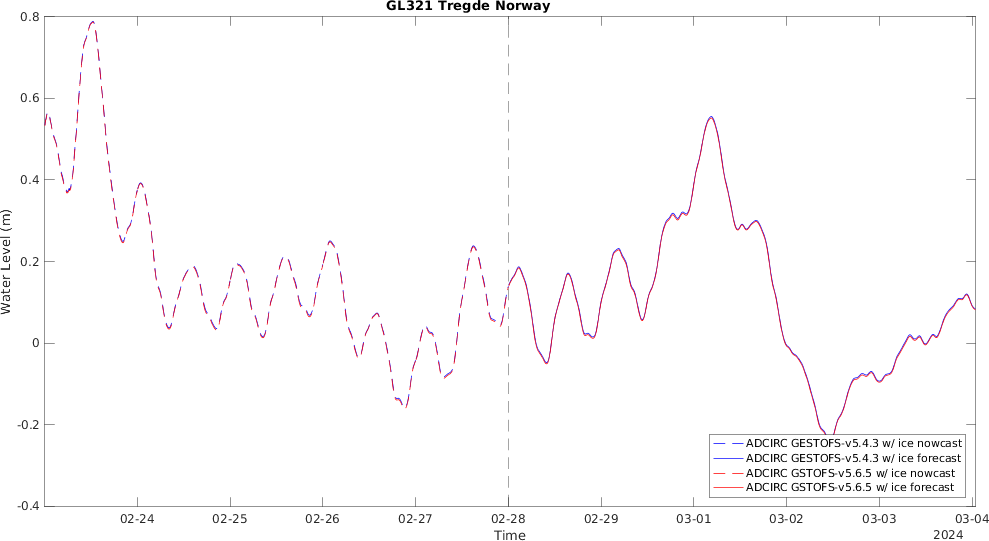 GL321 Tregde Norway
0.8
0.6
0.4
0.2
0
-0.2
-0.4
Water Level (m)
02-24
02-25
02-26
02-27
02-28
02-29
03-01
03-02
03-03
03-04
Time
2024
ADCIRC GESTOFS-v5.4.3 w/ ice nowcast
ADCIRC GESTOFS-v5.4.3 w/ ice forecast
ADCIRC GSTOFS-v5.6.5 w/ ice nowcast
ADCIRC GSTOFS-v5.6.5 w/ ice forecast